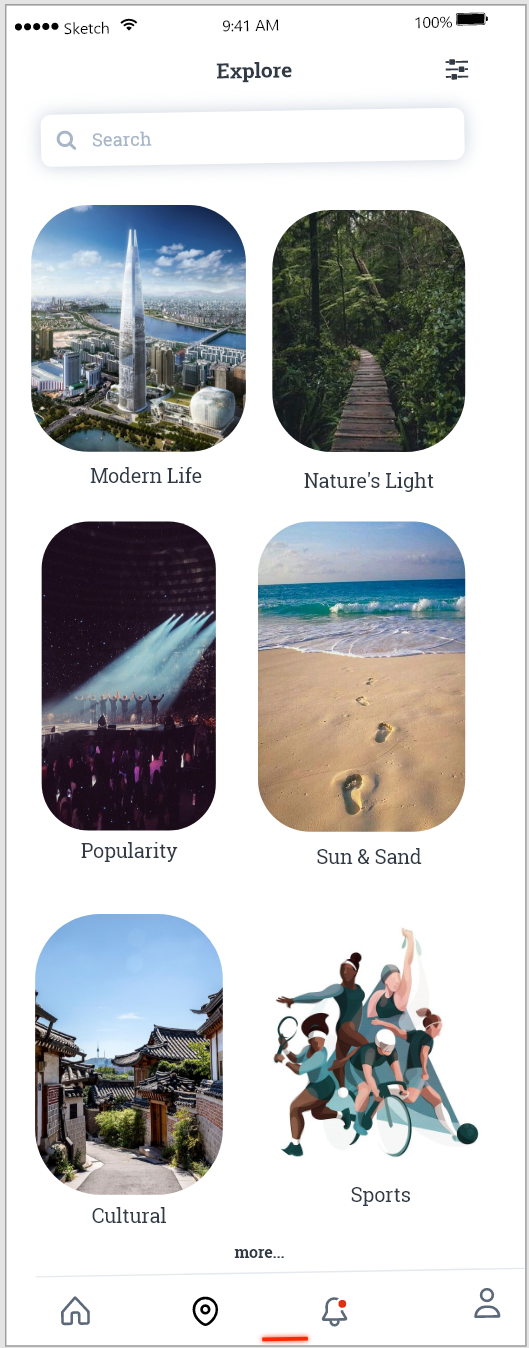 Sketch 9:41 AM 100%
Explore
Search
Modern Life
Nature's Light
Popularity
Sun & Sand
Cultural
Sports
more...